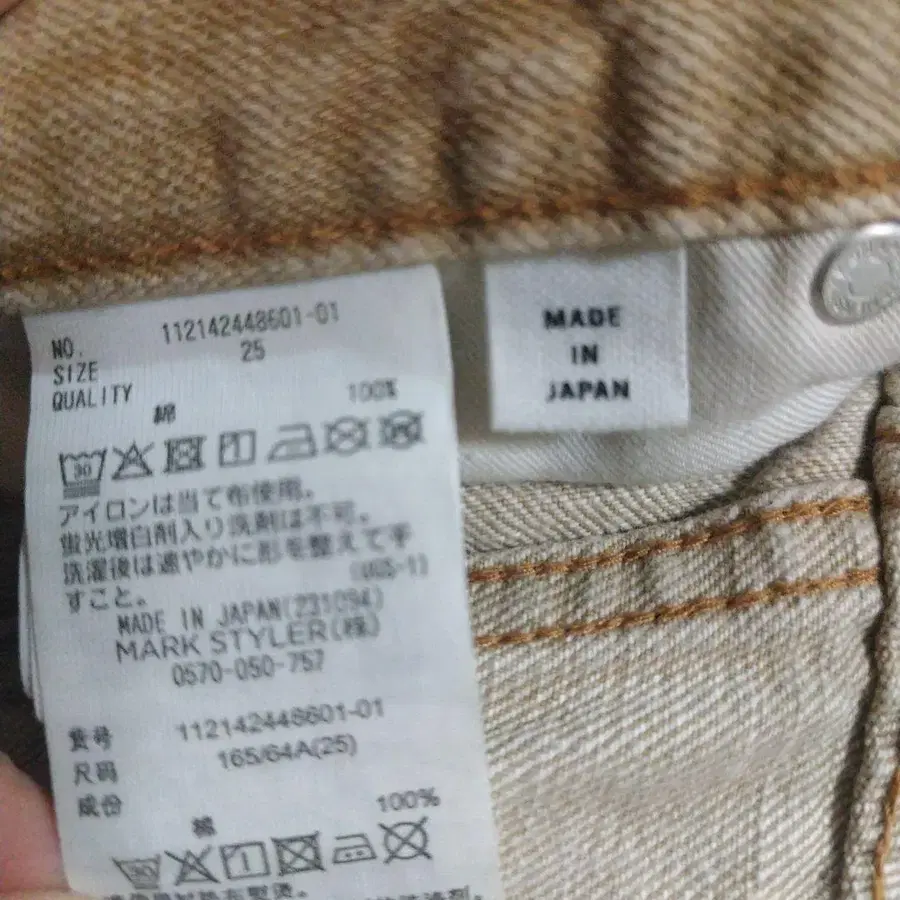 NO. 112142448601-01
SIZE 25
QUALITY
綿 100%
30
アイロンは当て布使用。
蛍光増白剤入り洗剤は不可。
洗濯後は速やかに形を整えて干
すこと。
MADE IN JAPAN(231094)
MARK STYLER(株)
0570-050-757
货号 112142448601-01
尺码 165/64A(25)
成份
棉 100%
30
MADE
IN
JAPAN